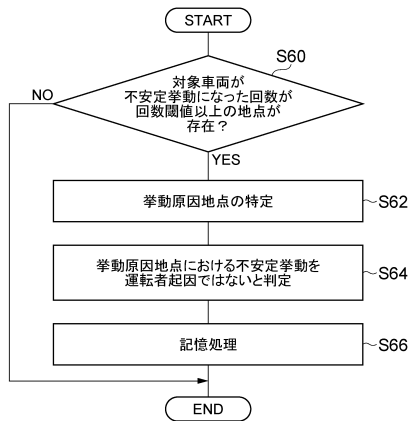 START
S60
対象車両が
不安定挙動になった回数が
回数閾値以上の地点が
存在？
NO
YES
挙動原因地点の特定
S62
挙動原因地点における不安定挙動を
運転者起因ではないと判定
S64
記憶処理
S66
END